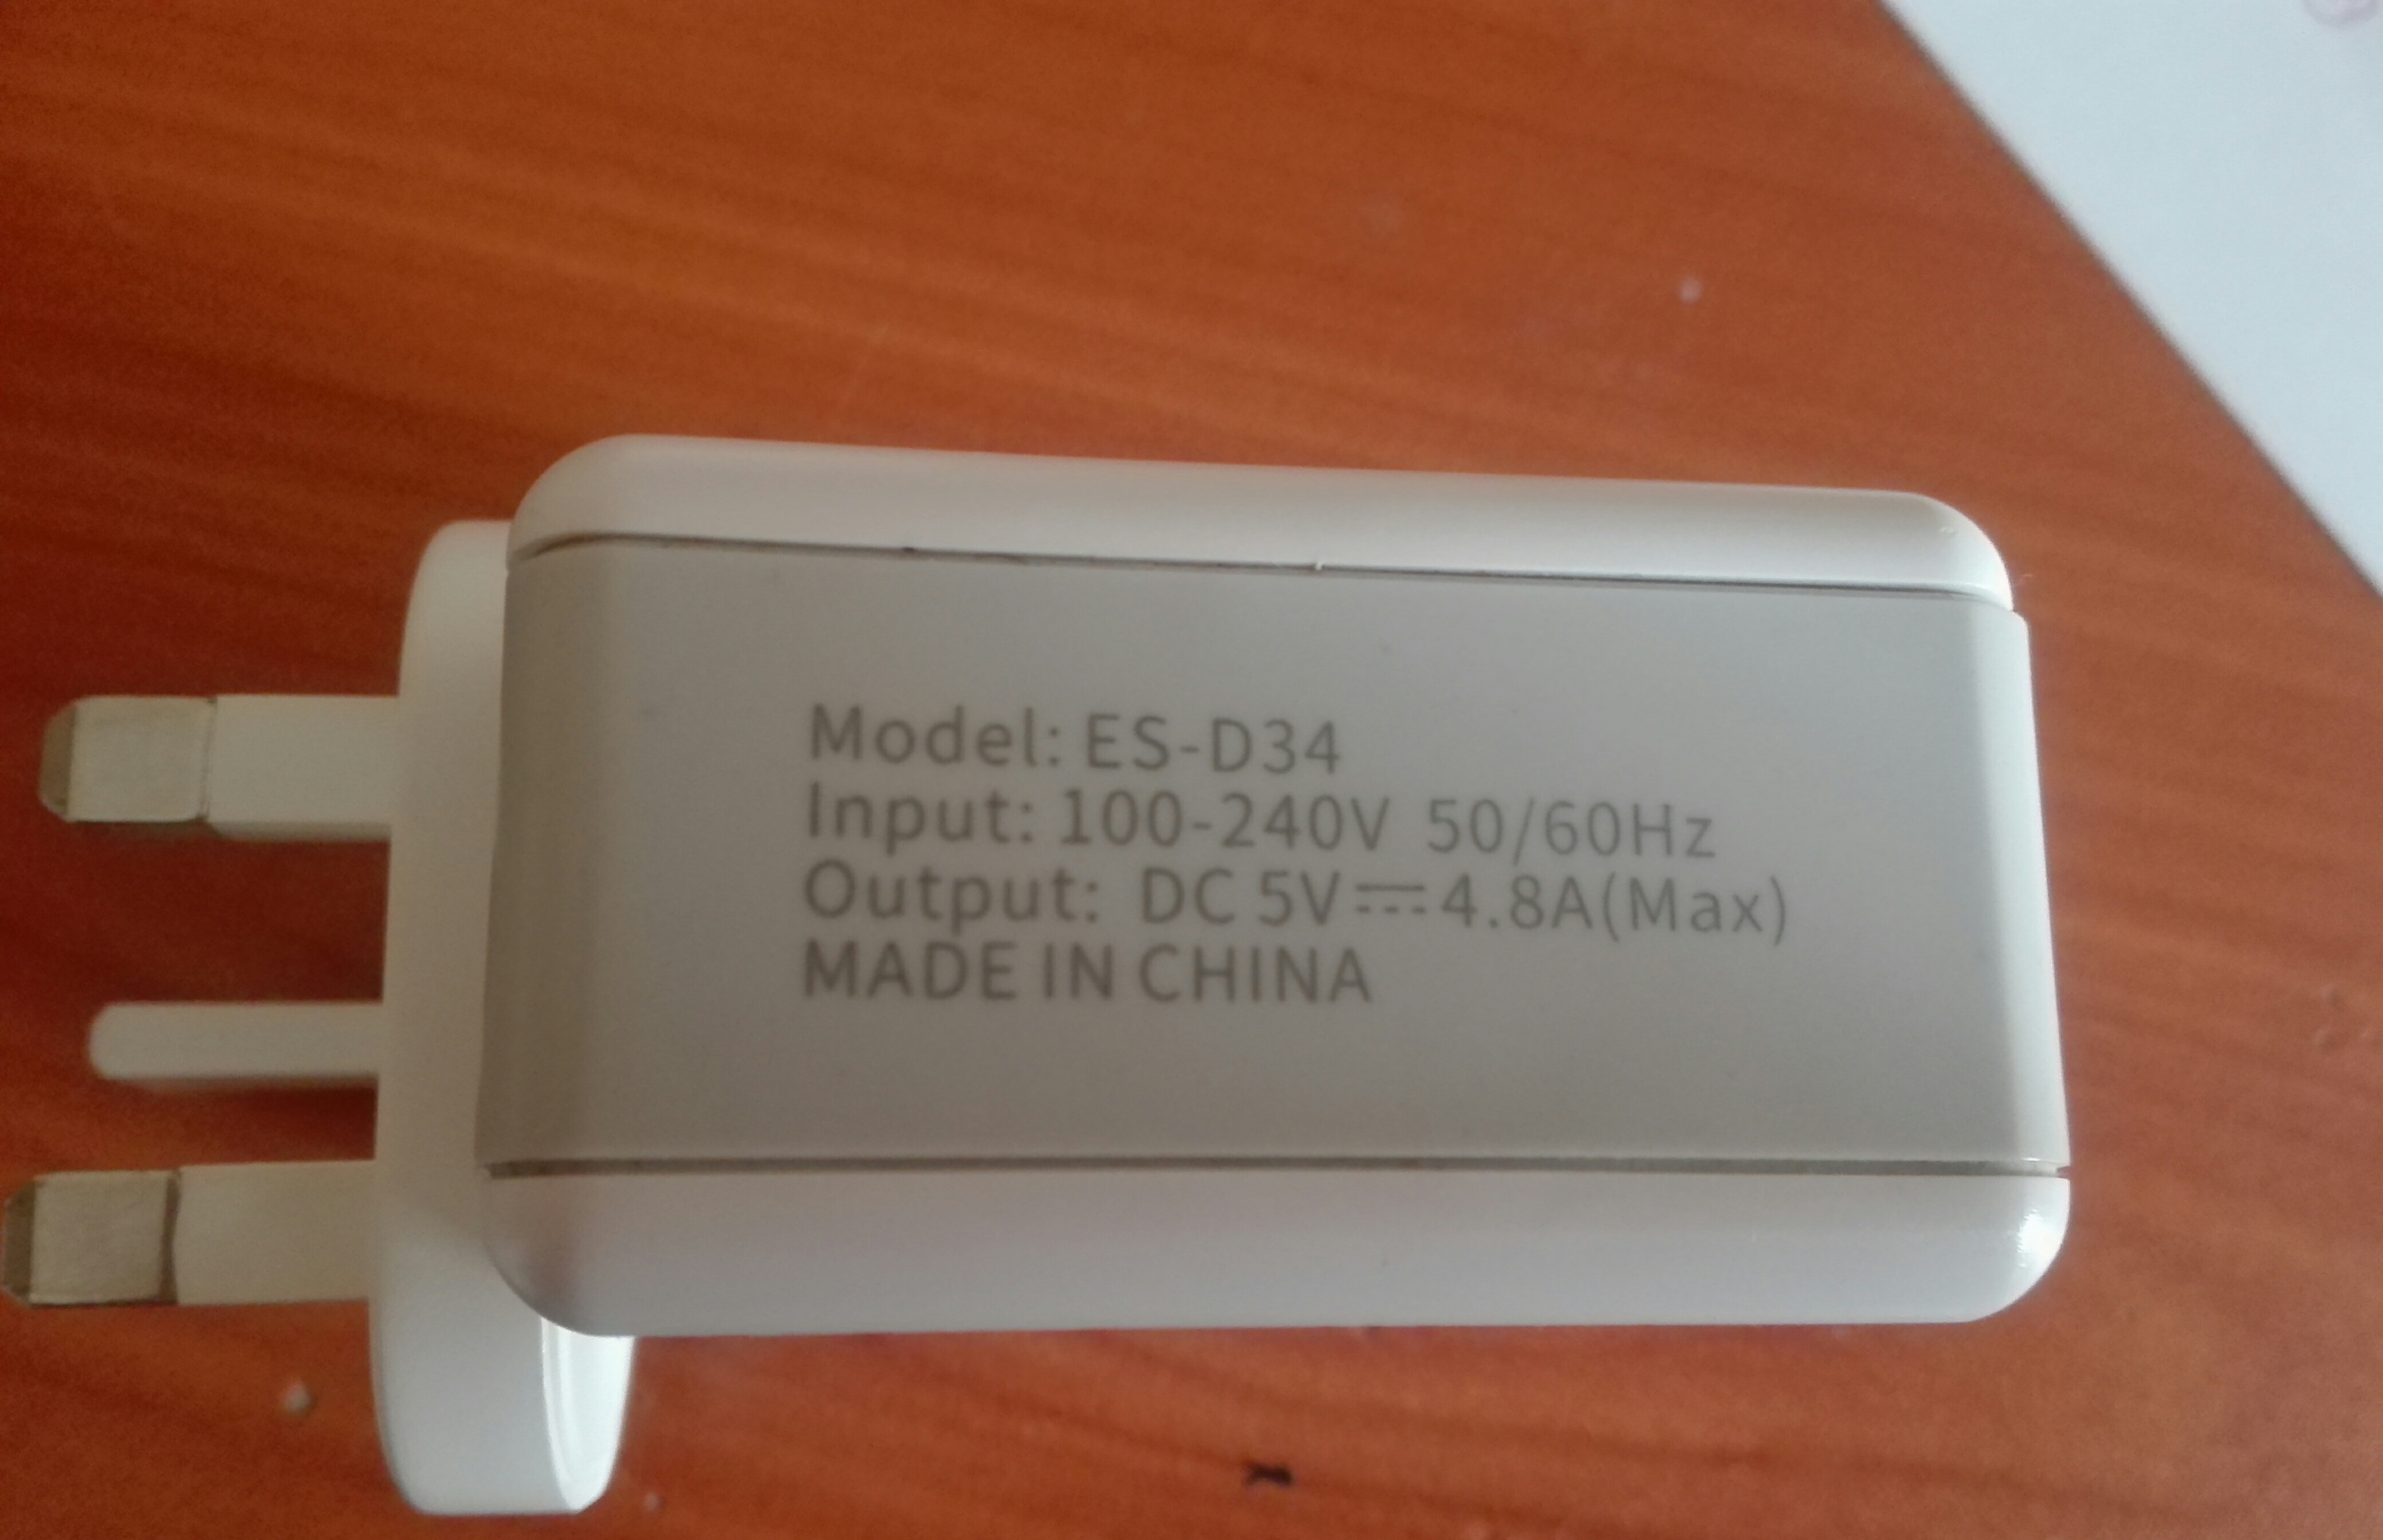 Model: ES-D34
Input: 100-240V 50/60Hz
Output: DC 5V⎓4.8A(Max)
MADE IN CHINA